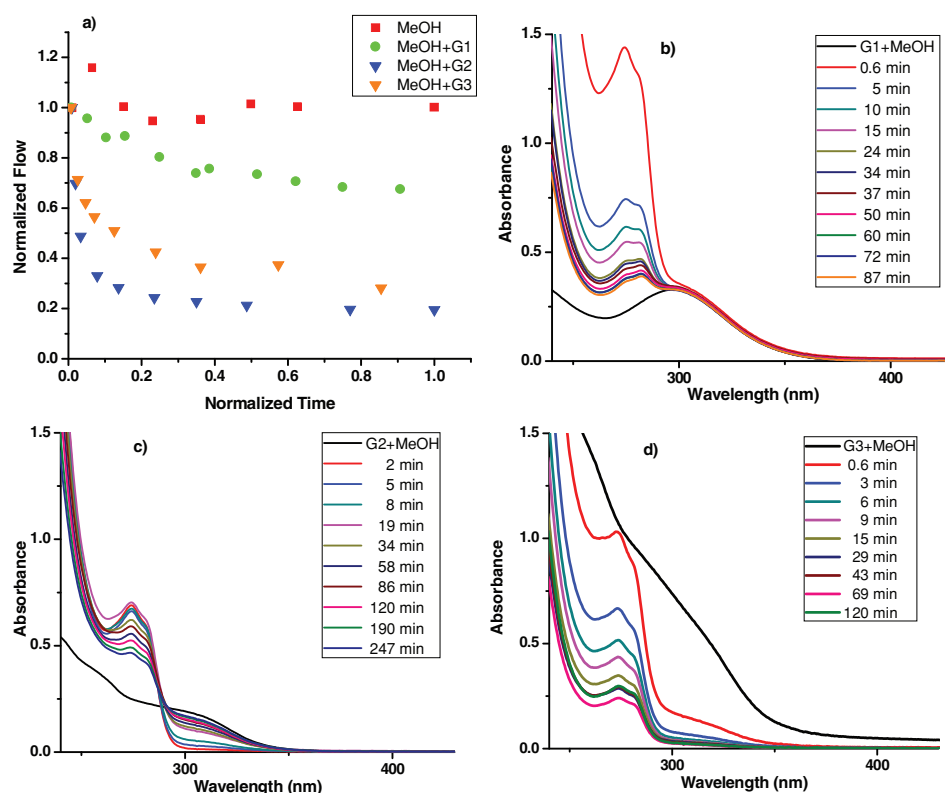 a)
MeOH
MeOH+G1
MeOH+G2
MeOH+G3
1.2
1.0
0.8
0.6
0.4
0.2
0.0
Normalized Flow
0.0 0.2 0.4 0.6 0.8 1.0
Normalized Time
b)
G1+MeOH
0.6 min
5 min
10 min
15 min
24 min
34 min
37 min
50 min
60 min
72 min
87 min
1.5
1.0
0.5
0.0
Absorbance
300 400
Wavelength (nm)
c)
G2+MeOH
2 min
5 min
8 min
19 min
34 min
58 min
86 min
120 min
190 min
247 min
1.5
1.0
0.5
0.0
Absorbance
300 400
Wavelength (nm)
d)
G3+MeOH
0.6 min
3 min
6 min
9 min
15 min
29 min
43 min
69 min
120 min
1.5
1.0
0.5
0.0
Absorbance
300 400
Wavelength (nm)